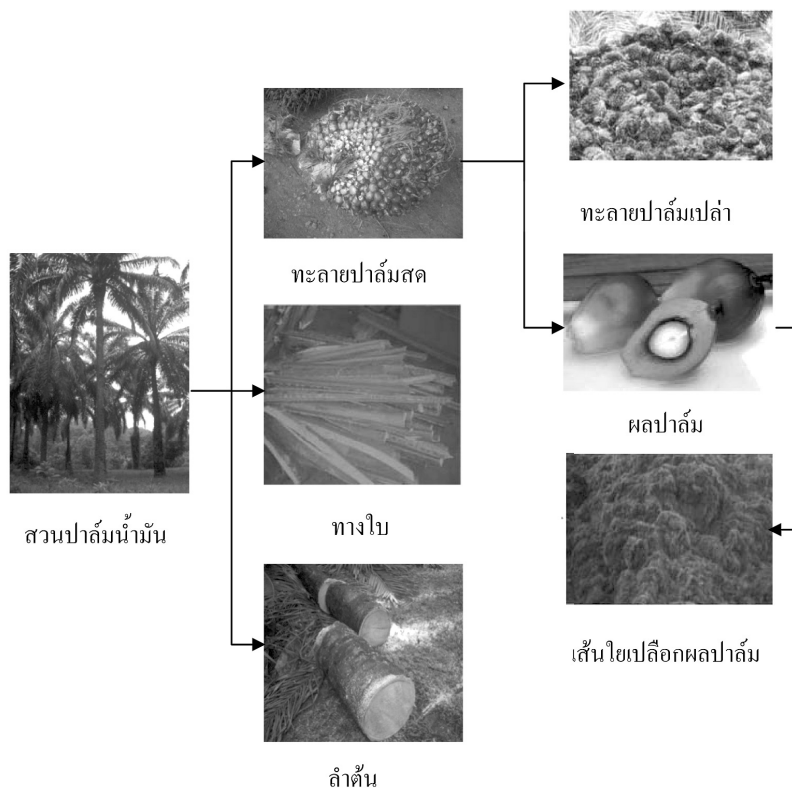 ทะลายปาล์มเปล่า
ทะลายปาล์มสด
ผลปาล์ม
สวนปาล์มน้ำมัน
ทางใบ
เส้นใยเปลือกผลปาล์ม
ลำต้น